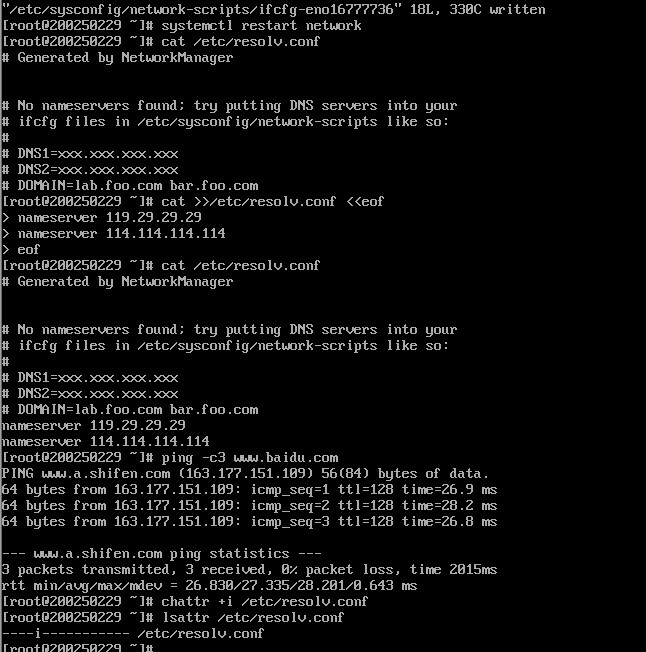 "/etc/sysconfig/network-scripts/ifcfg-eno16777736" 18L, 330C written
[root@200250229 ~]# systemctl restart network
[root@200250229 ~]# cat /etc/resolv.conf
# Generated by NetworkManager
# No nameservers found; try putting DNS servers into your
# ifcfg files in /etc/sysconfig/network-scripts like so:
#
# DNS1=xxx.xxx.xxx.xxx
# DNS2=xxx.xxx.xxx.xxx
# DOMAIN=lab.foo.com bar.foo.com
[root@200250229 ~]# cat >>/etc/resolv.conf <<eof
> nameserver 119.29.29.29
> nameserver 114.114.114.114
> eof
[root@200250229 ~]# cat /etc/resolv.conf
# Generated by NetworkManager
# No nameservers found; try putting DNS servers into your
# ifcfg files in /etc/sysconfig/network-scripts like so:
#
# DNS1=xxx.xxx.xxx.xxx
# DNS2=xxx.xxx.xxx.xxx
# DOMAIN=lab.foo.com bar.foo.com
nameserver 119.29.29.29
nameserver 114.114.114.114
[root@200250229 ~]# ping -c3 www.baidu.com
PING www.a.shifen.com (163.177.151.109) 56(84) bytes of data.
64 bytes from 163.177.151.109: icmp_seq=1 ttl=128 time=26.9 ms
64 bytes from 163.177.151.109: icmp_seq=2 ttl=128 time=28.2 ms
64 bytes from 163.177.151.109: icmp_seq=3 ttl=128 time=26.8 ms
--- www.a.shifen.com ping statistics ---
3 packets transmitted, 3 received, 0% packet loss, time 2015ms
rtt min/avg/max/mdev = 26.830/27.335/28.201/0.643 ms
[root@200250229 ~]# chattr +i /etc/resolv.conf
[root@200250229 ~]# lsattr /etc/resolv.conf
----i----------- /etc/resolv.conf
[root@200250229 ~]#